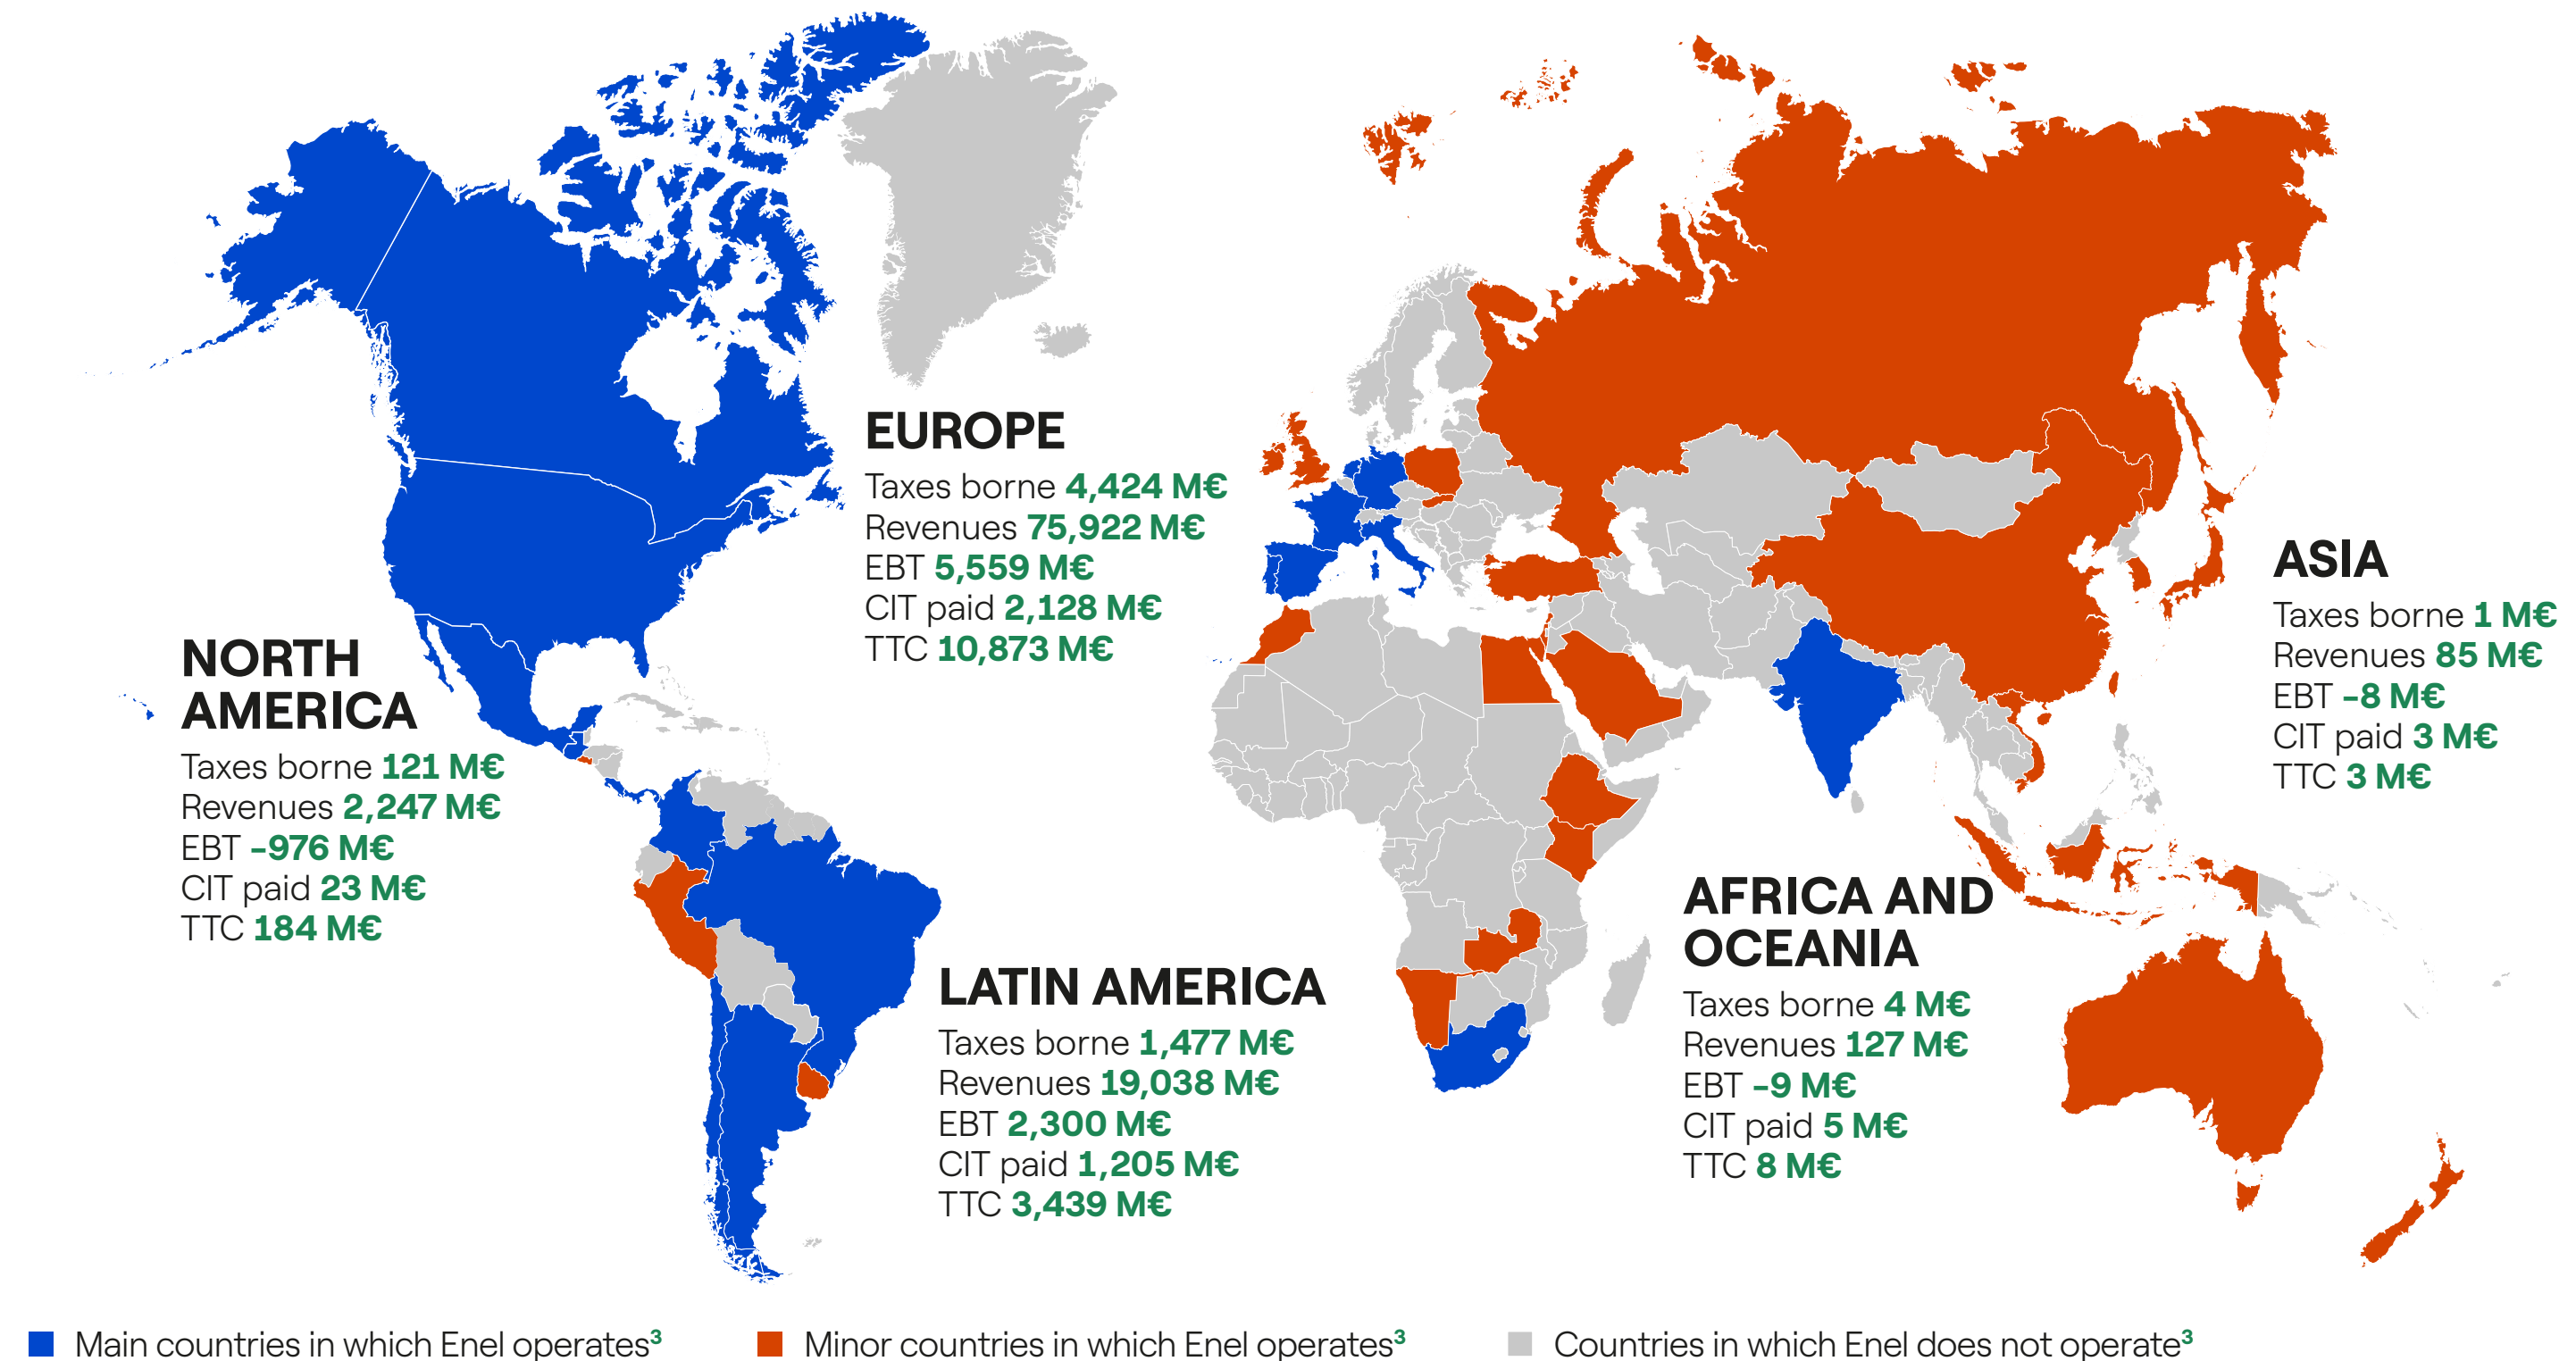 EUROPE
Taxes borne 4,424 M€
Revenues 75,922 M€
EBT 5,559 M€
CIT paid 2,128 M€
TTC 10,873 M€
ASIA
Taxes borne 1 M€
Revenues 85 M€
EBT -8 M€
CIT paid 3 M€
TTC 3 M€
NORTH
AMERICA
Taxes borne 121 M€
Revenues 2,247 M€
EBT -976 M€
CIT paid 23 M€
TTC 184 M€
LATIN AMERICA
Taxes borne 1,477 M€
Revenues 19,038 M€
EBT 2,300 M€
CIT paid 1,205 M€
TTC 3,439 M€
AFRICA AND
OCEANIA
Taxes borne 4 M€
Revenues 127 M€
EBT -9 M€
CIT paid 5 M€
TTC 8 M€
Main countries in which Enel operates³
Minor countries in which Enel operates³
Countries in which Enel does not operate³